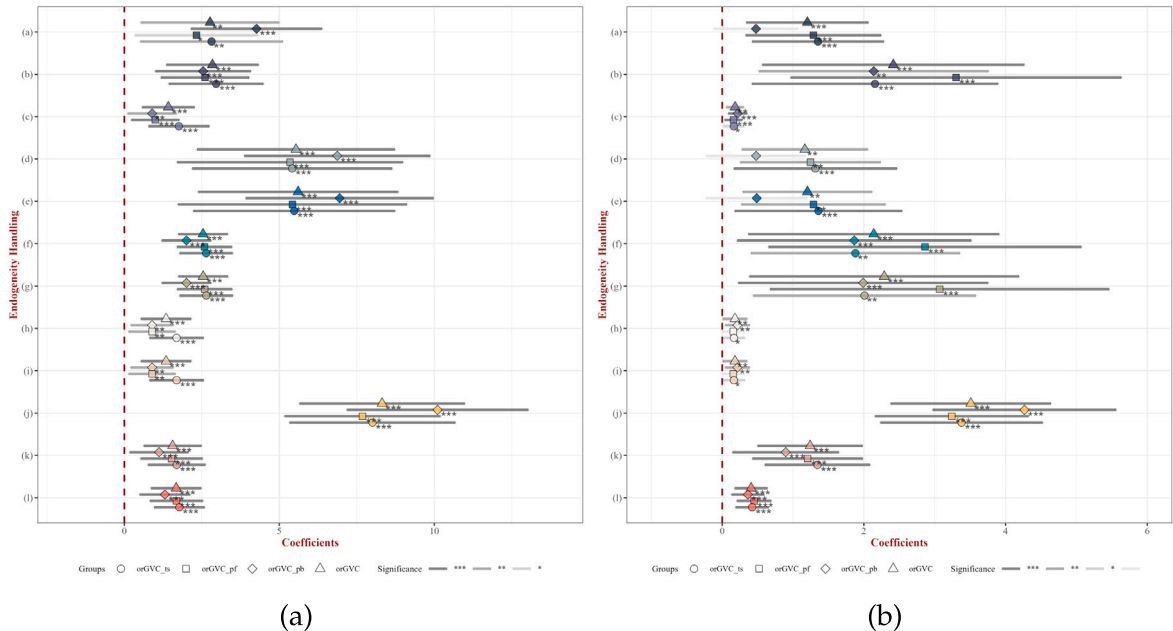 Endogeneity Handling
(a)
(b)
(c)
(d)
(e)
(f)
(g)
(h)
(i)
(j)
(k)
(l)
0
5
10
Coefficients
Groups orGVC_ts orGVC_pf orGVC_pb orGVC Significance *** ** *
(a)
Endogeneity Handling
(a)
(b)
(c)
(d)
(e)
(f)
(g)
(h)
(i)
(j)
(k)
(l)
0
2
4
6
Coefficients
Groups orGVC_ts orGVC_pf orGVC_pb orGVC Significance *** ** *
(b)